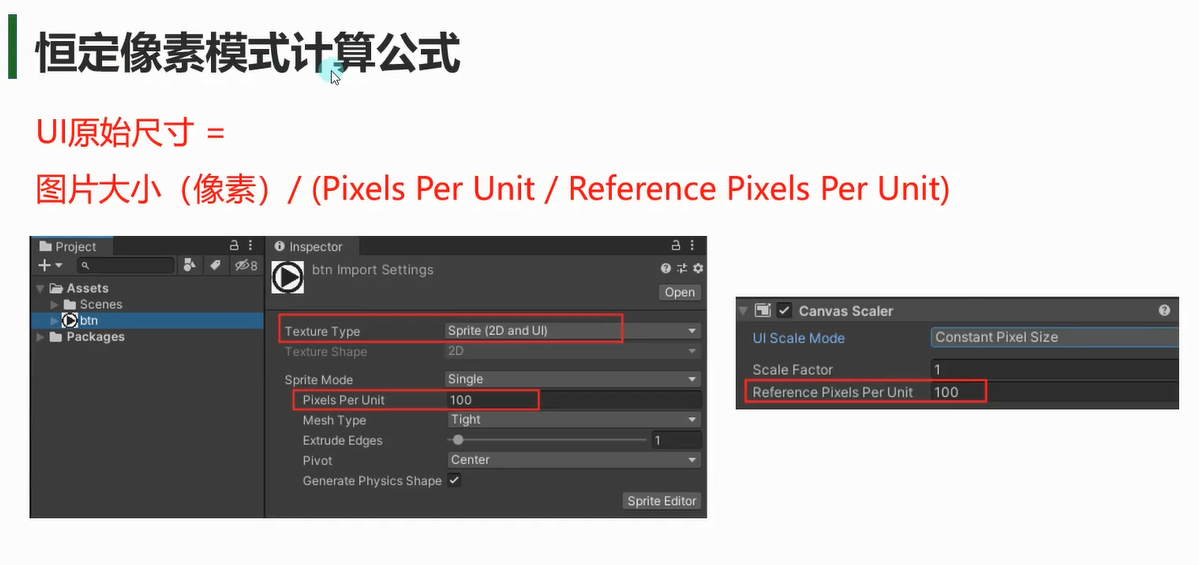 恒定像素模式计算公式
UI原始尺寸 =
图片大小（像素）/ (Pixels Per Unit / Reference Pixels Per Unit)
Project
8
Assets
Scenes
btn
Packages
Inspector
btn Import Settings
Open
Texture Type Sprite (2D and UI)
Texture Shape 2D
Sprite Mode Single
Pixels Per Unit 100
Mesh Type Tight
Extrude Edges 1
Pivot Center
Generate Physics Shape
Sprite Editor
Canvas Scaler
UI Scale Mode Constant Pixel Size
Scale Factor 1
Reference Pixels Per Unit 100